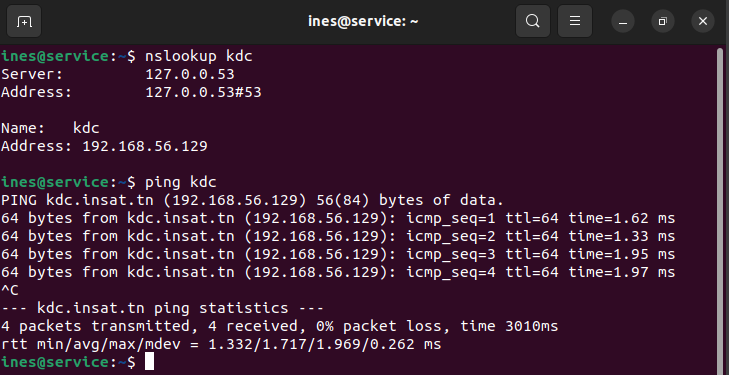 ines@service: ~
ines@service:~$ nslookup kdc
Server:         127.0.0.53
Address:        127.0.0.53#53
Name:   kdc
Address: 192.168.56.129
ines@service:~$ ping kdc
PING kdc.insat.tn (192.168.56.129) 56(84) bytes of data.
64 bytes from kdc.insat.tn (192.168.56.129): icmp_seq=1 ttl=64 time=1.62 ms
64 bytes from kdc.insat.tn (192.168.56.129): icmp_seq=2 ttl=64 time=1.33 ms
64 bytes from kdc.insat.tn (192.168.56.129): icmp_seq=3 ttl=64 time=1.95 ms
64 bytes from kdc.insat.tn (192.168.56.129): icmp_seq=4 ttl=64 time=1.97 ms
^C
--- kdc.insat.tn ping statistics ---
4 packets transmitted, 4 received, 0% packet loss, time 3010ms
rtt min/avg/max/mdev = 1.332/1.717/1.969/0.262 ms
ines@service:~$